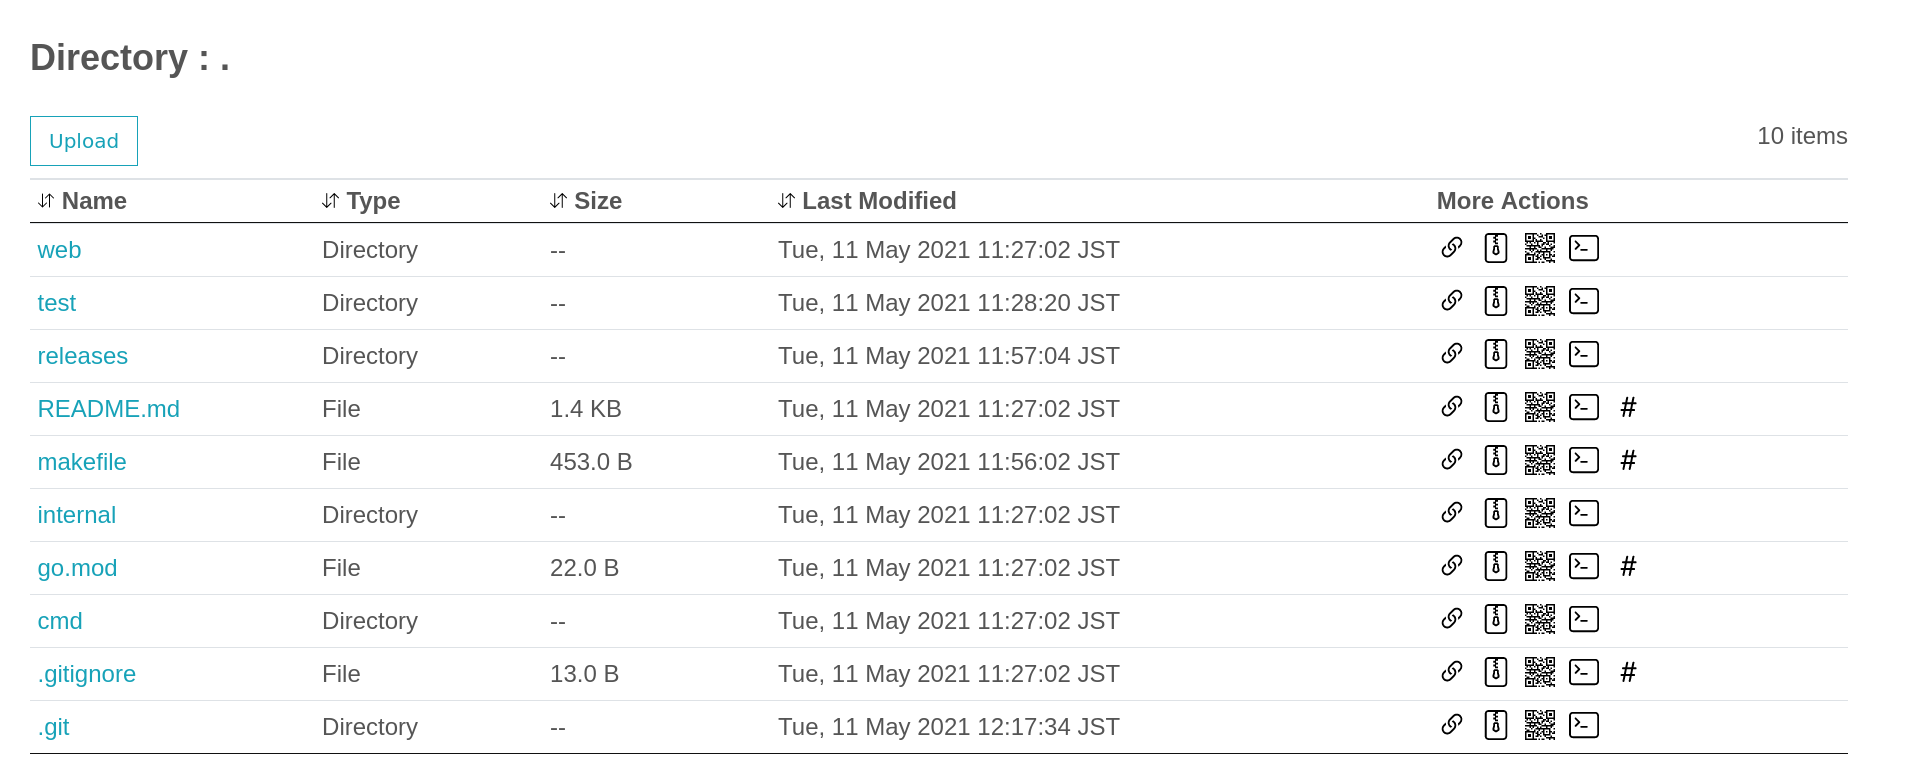 Directory : .
Upload
10 items
Name Type Size Last Modified More Actions
web Directory -- Tue, 11 May 2021 11:27:02 JST
test Directory -- Tue, 11 May 2021 11:28:20 JST
releases Directory -- Tue, 11 May 2021 11:57:04 JST
README.md File 1.4 KB Tue, 11 May 2021 11:27:02 JST #
makefile File 453.0 B Tue, 11 May 2021 11:56:02 JST #
internal Directory -- Tue, 11 May 2021 11:27:02 JST
go.mod File 22.0 B Tue, 11 May 2021 11:27:02 JST #
cmd Directory -- Tue, 11 May 2021 11:27:02 JST
.gitignore File 13.0 B Tue, 11 May 2021 11:27:02 JST #
.git Directory -- Tue, 11 May 2021 12:17:34 JST